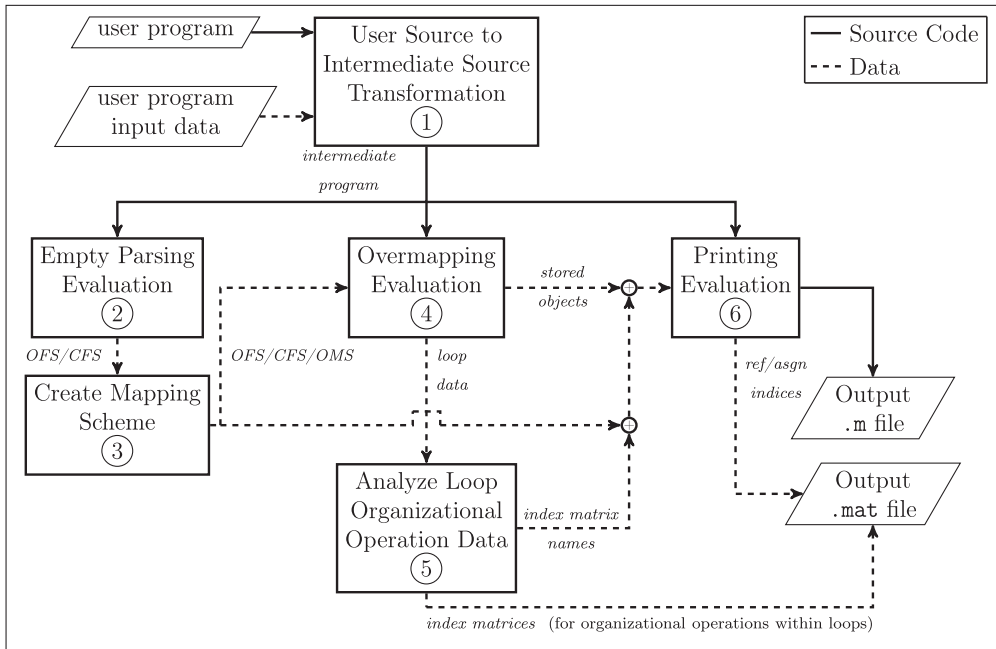 user program
User Source to
Intermediate Source
Transformation
1
Source Code
Data
user program
input data
intermediate
program
Empty Parsing
Evaluation
2
Overmapping
Evaluation
4
stored
objects
+
Printing
Evaluation
6
OFS/CFS
OFS/CFS/OMS
loop
data
ref/asgn
indices
Create Mapping
Scheme
3
+
Output
.m file
Analyze Loop
Organizational
Operation Data
5
index matrix
names
Output
.mat file
index matrices (for organizational operations within loops)